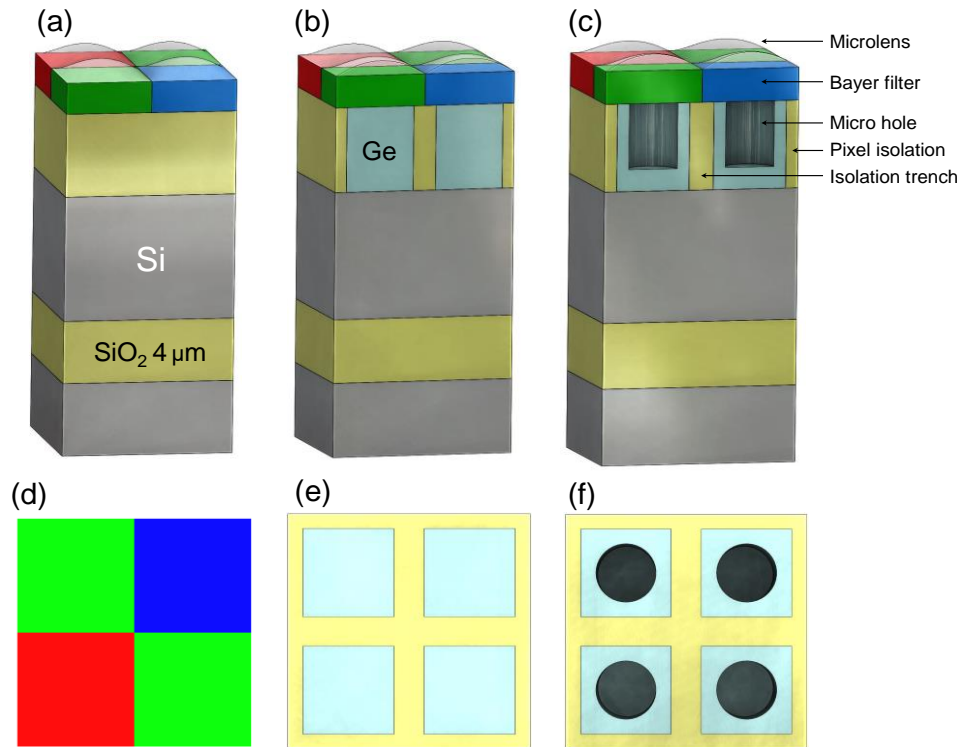 (a)
(b)
(c)
Microlens
Bayer filter
Micro hole
Pixel isolation
Isolation trench
Ge
Si
SiO₂ 4 μm
(d)
(e)
(f)